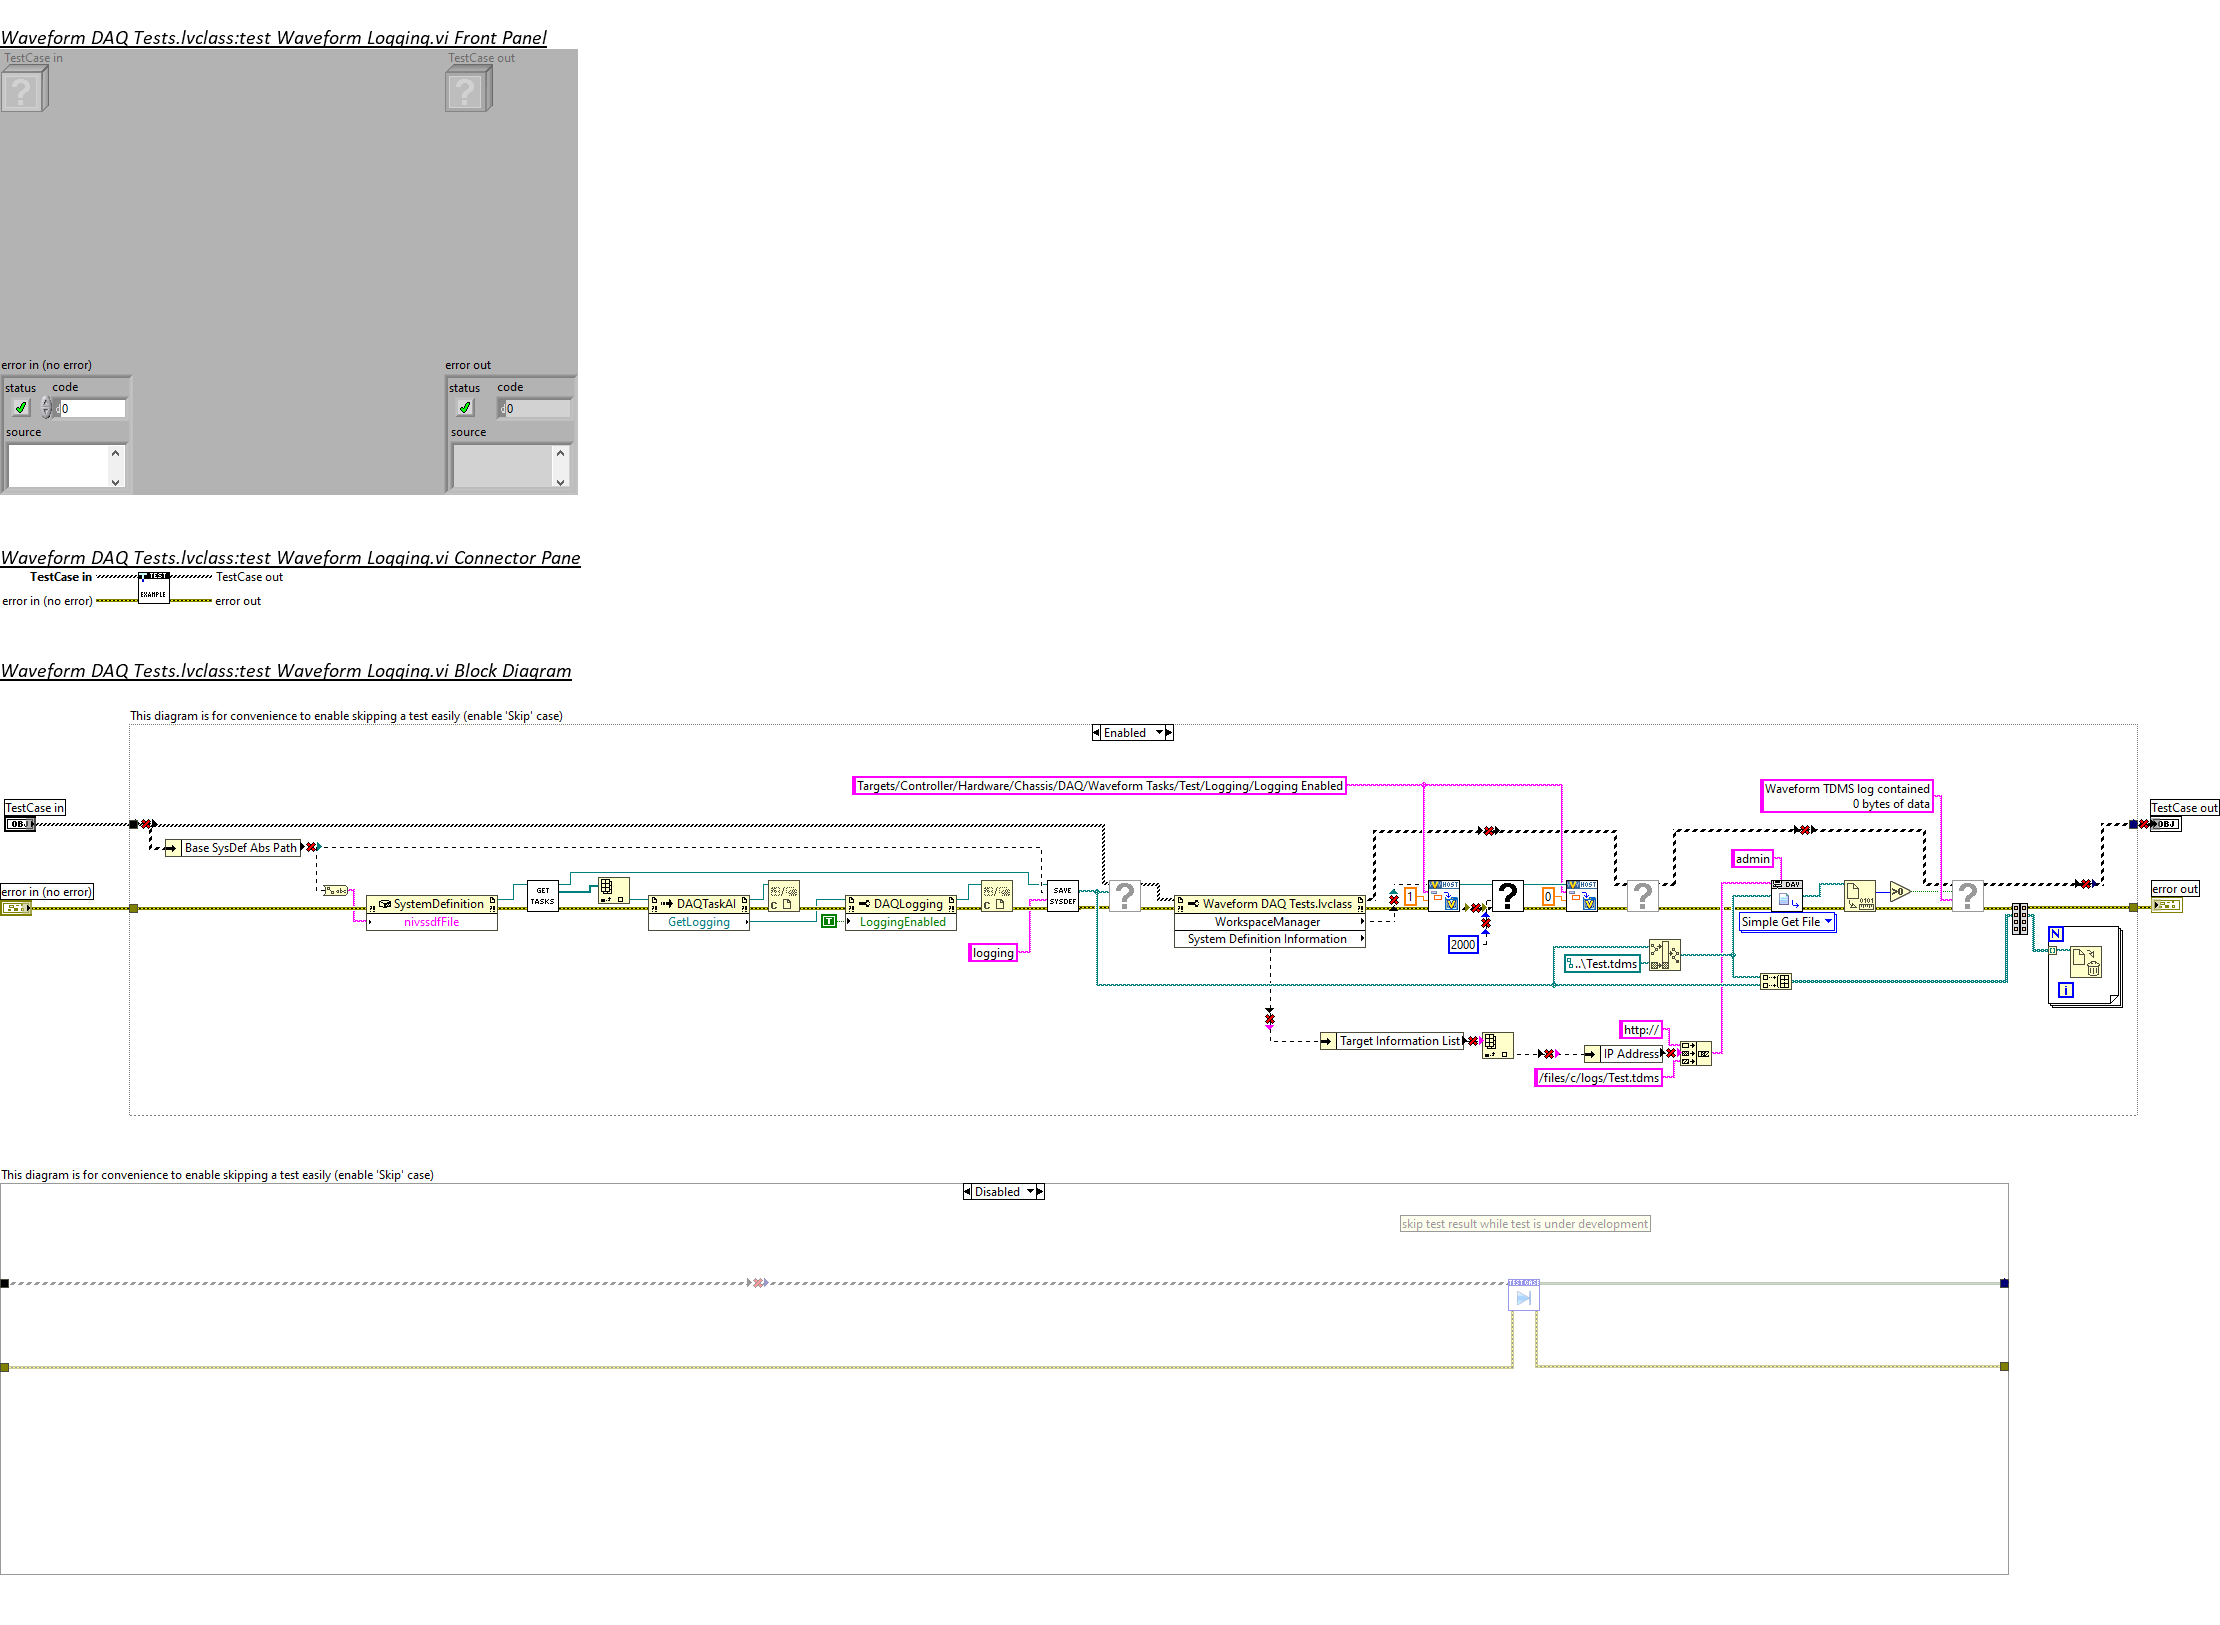 Waveform DAQ Tests.lvclass:test Waveform Logging.vi Front Panel
TestCase in
TestCase out
?
?
error in (no error)
error out
status code
status code
d0
d0
source
source
Waveform DAQ Tests.lvclass:test Waveform Logging.vi Connector Pane
TestCase in
TestCase out
TEST
EXAMPLE
error in (no error)
error out
Waveform DAQ Tests.lvclass:test Waveform Logging.vi Block Diagram
This diagram is for convenience to enable skipping a test easily (enable 'Skip' case)
Enabled
Targets/Controller/Hardware/Chassis/DAQ/Waveform Tasks/Test/Logging/Logging Enabled
Waveform TDMS log contained
0 bytes of data
TestCase in
OBJ
TestCase out
OBJ
Base SysDef Abs Path
admin
error in (no error)
error out
abc
SystemDefinition
nivssdfFile
GET
TASKS
DAQTaskAI
GetLogging
C
T
DAQLogging
LoggingEnabled
C
SAVE
SYSDEF
logging
?
Waveform DAQ Tests.lvclass
WorkspaceManager
System Definition Information
1
HOST
?
0
HOST
?
DAV
Simple Get File
0101
>0
?
2000
..\Test.tdms
N
i
http://
Target Information List
IP Address
/files/c/logs/Test.tdms
This diagram is for convenience to enable skipping a test easily (enable 'Skip' case)
Disabled
skip test result while test is under development
TEST CASE